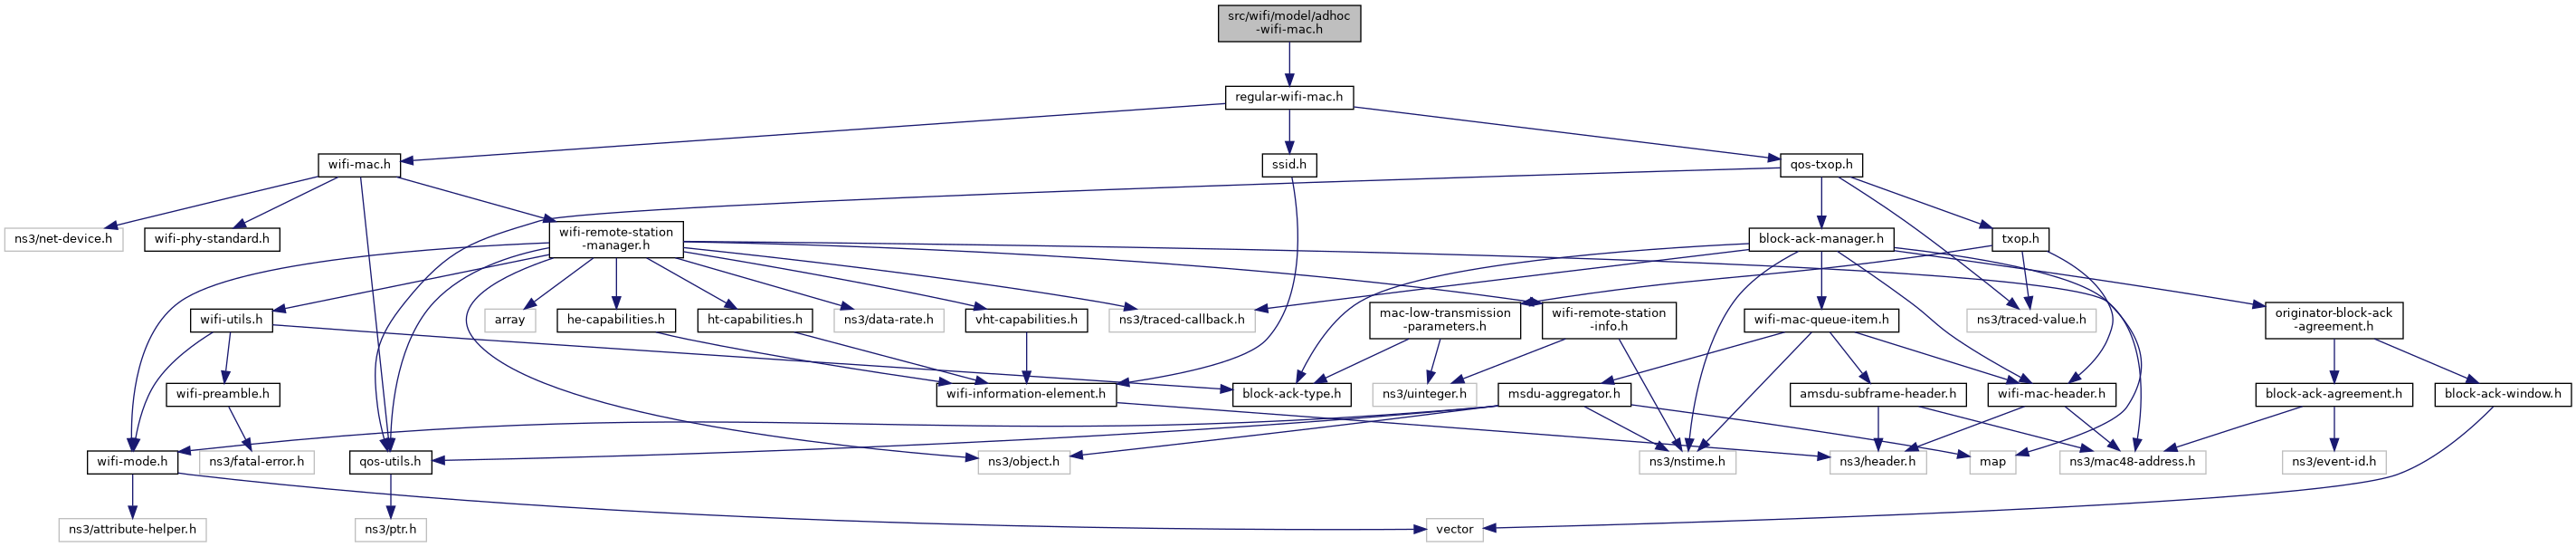 src/wifi/model/adhoc
-wifi-mac.h
regular-wifi-mac.h
wifi-mac.h
ssid.h
qos-txop.h
ns3/net-device.h
wifi-phy-standard.h
wifi-remote-station
-manager.h
block-ack-manager.h
txop.h
wifi-utils.h
array
he-capabilities.h
ht-capabilities.h
ns3/data-rate.h
vht-capabilities.h
ns3/traced-callback.h
mac-low-transmission
-parameters.h
wifi-remote-station
-info.h
wifi-mac-queue-item.h
ns3/traced-value.h
originator-block-ack
-agreement.h
wifi-preamble.h
wifi-information-element.h
block-ack-type.h
ns3/uinteger.h
msdu-aggregator.h
amsdu-subframe-header.h
wifi-mac-header.h
block-ack-agreement.h
block-ack-window.h
wifi-mode.h
ns3/fatal-error.h
qos-utils.h
ns3/object.h
ns3/nstime.h
ns3/header.h
map
ns3/mac48-address.h
ns3/event-id.h
ns3/attribute-helper.h
ns3/ptr.h
vector